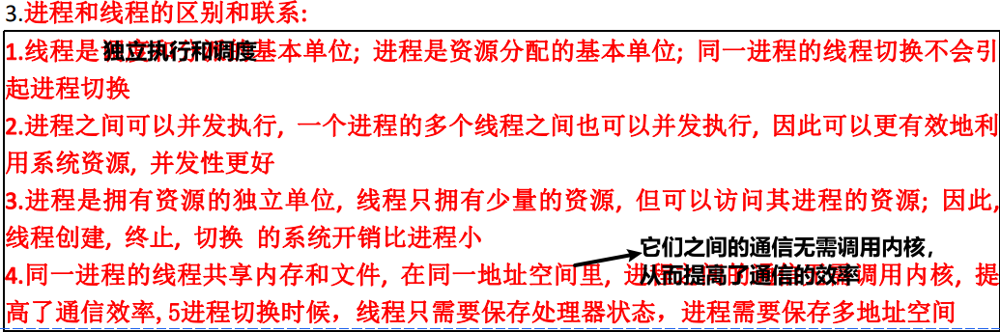 3.进程和线程的区别和联系:
1.线程是独立执行和调度基本单位; 进程是资源分配的基本单位; 同一进程的线程切换不会引
起进程切换
2.进程之间可以并发执行, 一个进程的多个线程之间也可以并发执行, 因此可以更有效地利
用系统资源, 并发性更好
3.进程是拥有资源的独立单位, 线程只拥有少量的资源, 但可以访问其进程的资源; 因此,
线程创建, 终止, 切换 的系统开销比进程小
它们之间的通信无需调用内核，
从而提高了通信的效率
4.同一进程的线程共享内存和文件, 在同一地址空间里, 进 调用内核, 提
高了通信效率,5进程切换时候，线程只需要保存处理器状态，进程需要保存多地址空间